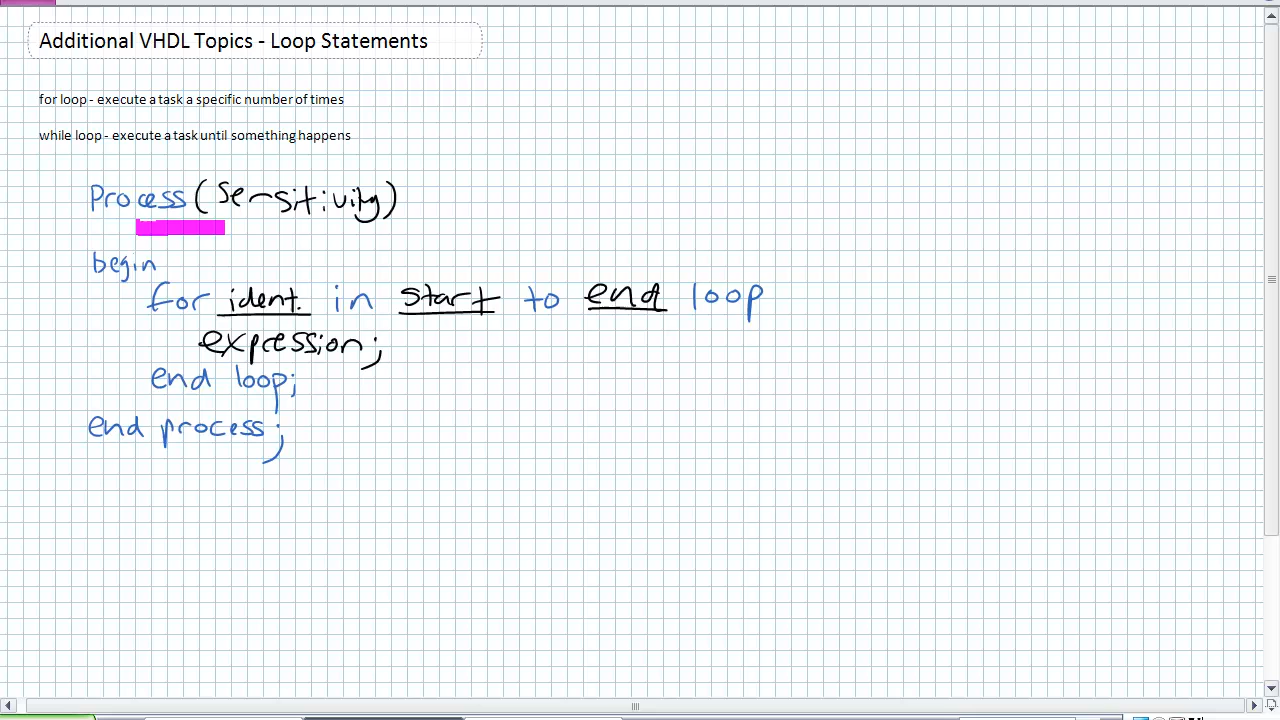 Additional VHDL Topics - Loop Statements
for loop - execute a task a specific number of times
while loop - execute a task until something happens
Process (Sensitivity)
begin
for ident. in start to end loop
expression;
end loop;
end process;